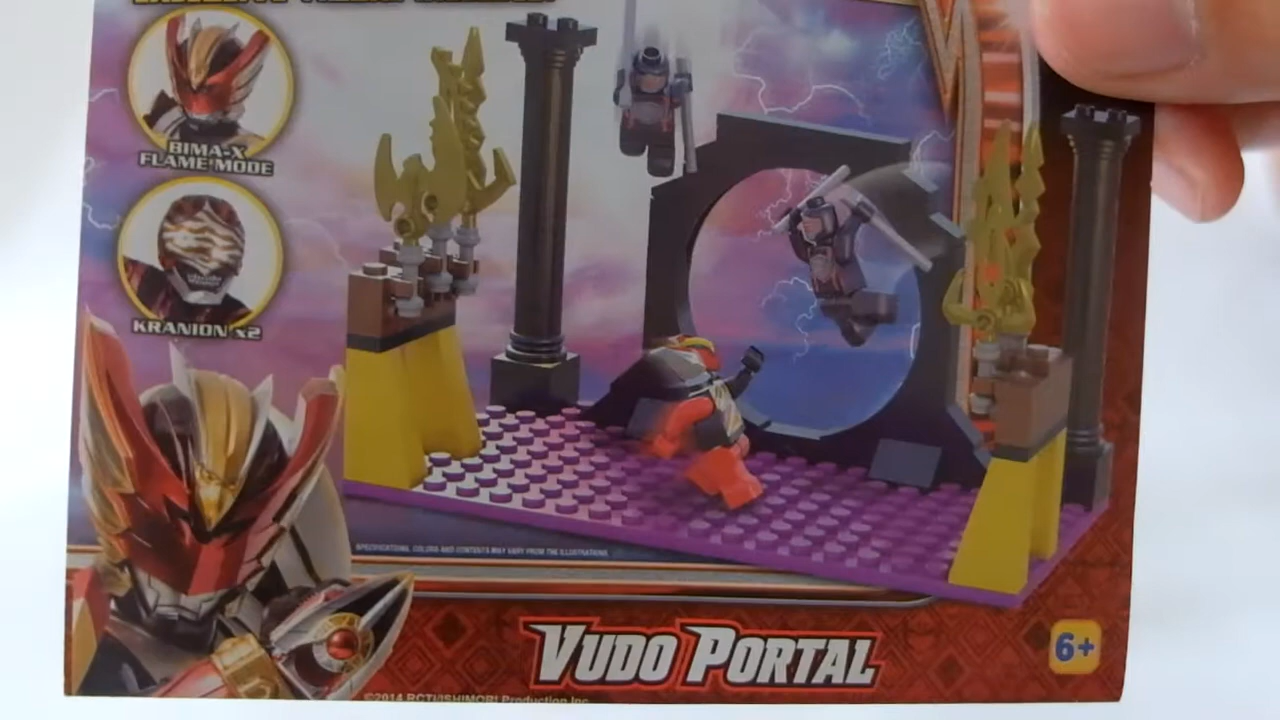 BIMA-X
FLAME MODE
KRANION x2
SPECIFICATIONS, COLORS AND CONTENTS MAY VARY FROM THE ILLUSTRATIONS.
VUDO PORTAL
6+
©2014 RCTI/ISHIMORI Production Inc.